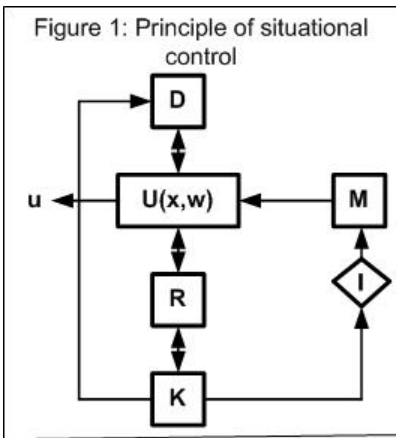 Figure 1: Principle of situational
control
D
u
U(x,w)
M
I
R
K